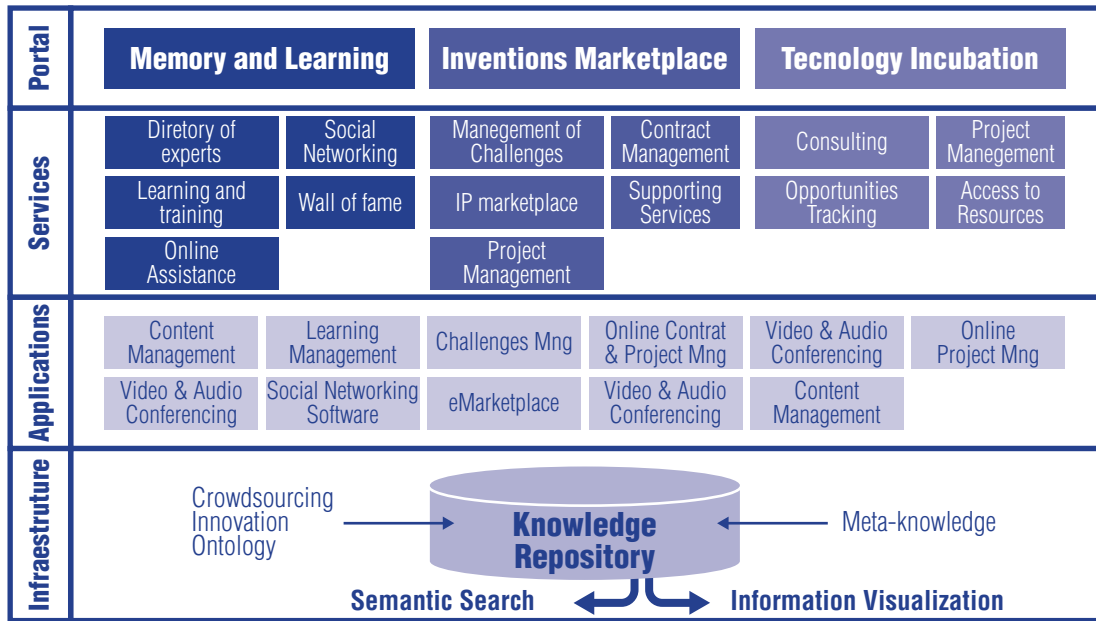 Portal
Memory and Learning
Inventions Marketplace
Tecnology Incubation
Services
Diretory of
experts
Social
Networking
Manegement of
Challenges
Contract
Management
Consulting
Project
Manegement
Learning and
training
Wall of fame
IP marketplace
Supporting
Services
Opportunities
Tracking
Access to
Resources
Online
Assistance
Project
Management
Applications
Content
Management
Learning
Management
Challenges Mng
Online Contrat
& Project Mng
Video & Audio
Conferencing
Online
Project Mng
Video & Audio
Conferencing
Social Networking
Software
eMarketplace
Video & Audio
Conferencing
Content
Management
Infraestruture
Crowdsourcing
Innovation
Ontology
Knowledge
Repository
Meta-knowledge
Semantic Search
Information Visualization